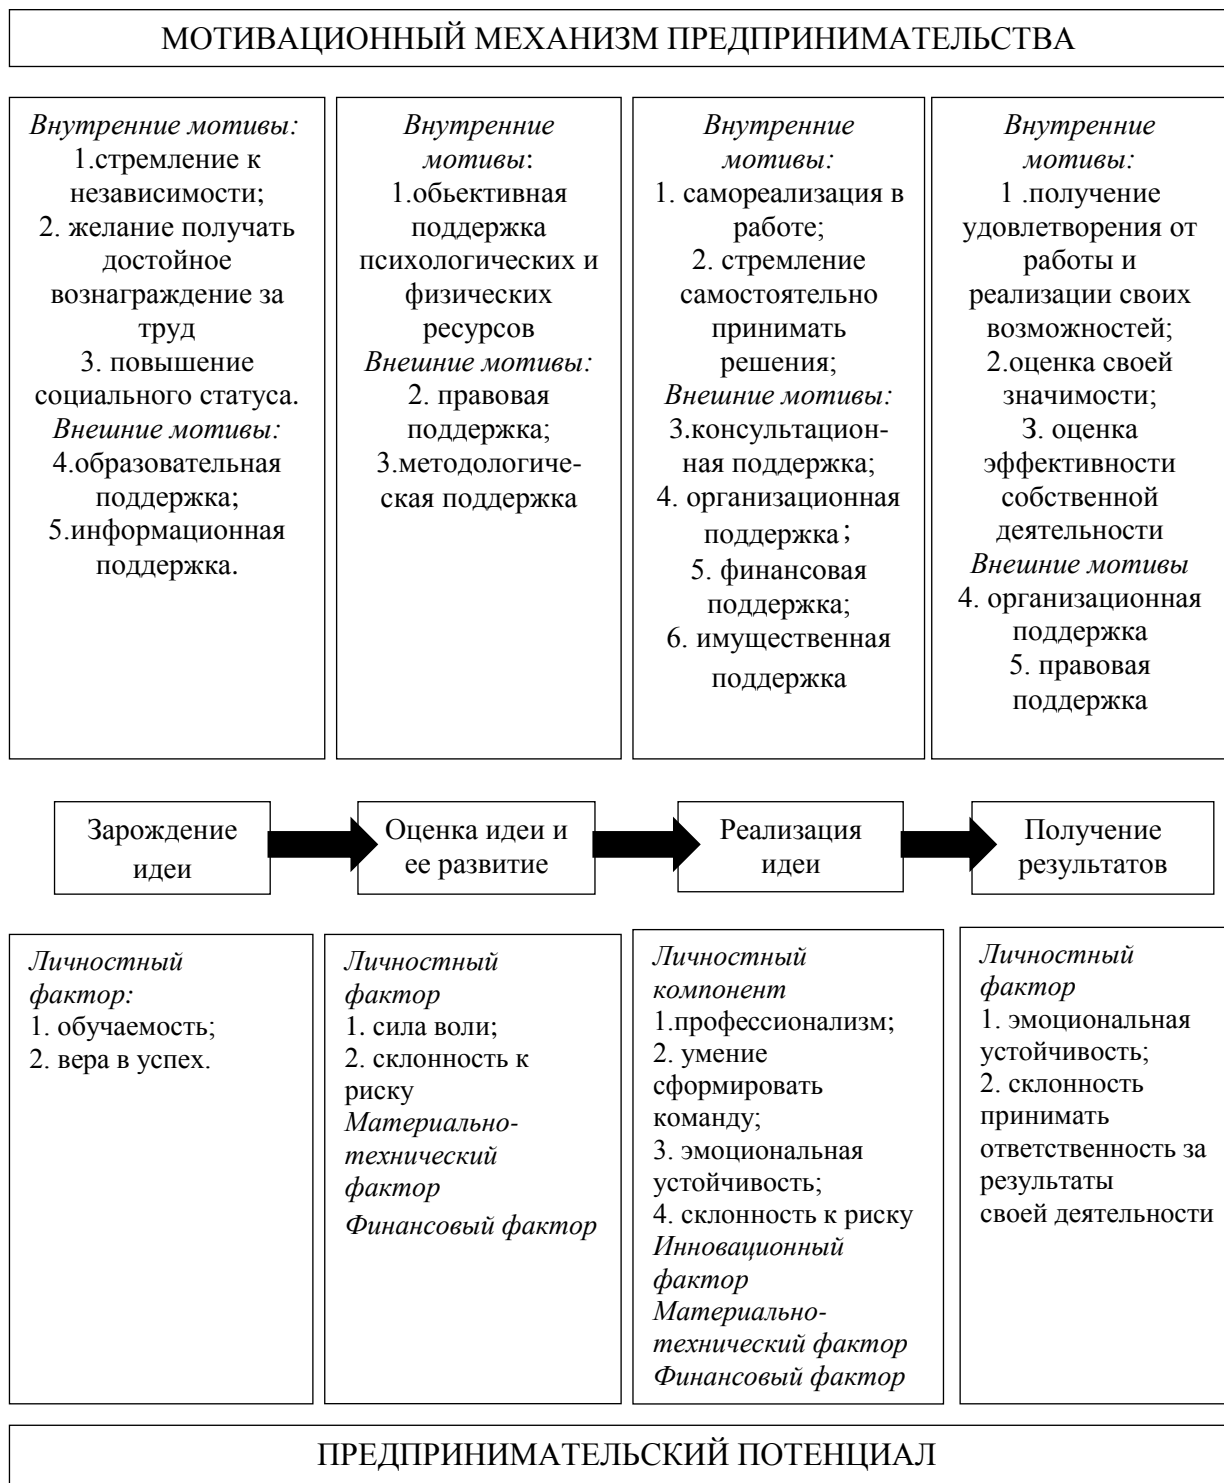 МОТИВАЦИОННЫЙ МЕХАНИЗМ ПРЕДПРИНИМАТЕЛЬСТВА
Внутренние мотивы:
1.стремление к
независимости;
2. желание получать
достойное
вознаграждение за
труд
3. повышение
социального статуса.
Внешние мотивы:
4.образовательная
поддержка;
5.информационная
поддержка.
Внутренние
мотивы:
1.обьективная
поддержка
психологических и
физических
ресурсов
Внешние мотивы:
2. правовая
поддержка;
3.методологиче-
ская поддержка
Внутренние
мотивы:
1. самореализация в
работе;
2. стремление
самостоятельно
принимать
решения;
Внешние мотивы:
3.консультацион-
ная поддержка;
4. организационная
поддержка;
5. финансовая
поддержка;
6. имущественная
поддержка
Внутренние
мотивы:
1 .получение
удовлетворения от
работы и
реализации своих
возможностей;
2.оценка своей
значимости;
3. оценка
эффективности
собственной
деятельности
Внешние мотивы
4. организационная
поддержка
5. правовая
поддержка
Зарождение
идеи
Оценка идеи и
ее развитие
Реализация
идеи
Получение
результатов
Личностный
фактор:
1. обучаемость;
2. вера в успех.
Личностный
фактор
1. сила воли;
2. склонность к
риску
Материально-
технический
фактор
Финансовый фактор
Личностный
компонент
1.профессионализм;
2. умение
сформировать
команду;
3. эмоциональная
устойчивость;
4. склонность к риску
Инновационный
фактор
Материально-
технический фактор
Финансовый фактор
Личностный
фактор
1. эмоциональная
устойчивость;
2. склонность
принимать
ответственность за
результаты
своей деятельности
ПРЕДПРИНИМАТЕЛЬСКИЙ ПОТЕНЦИАЛ